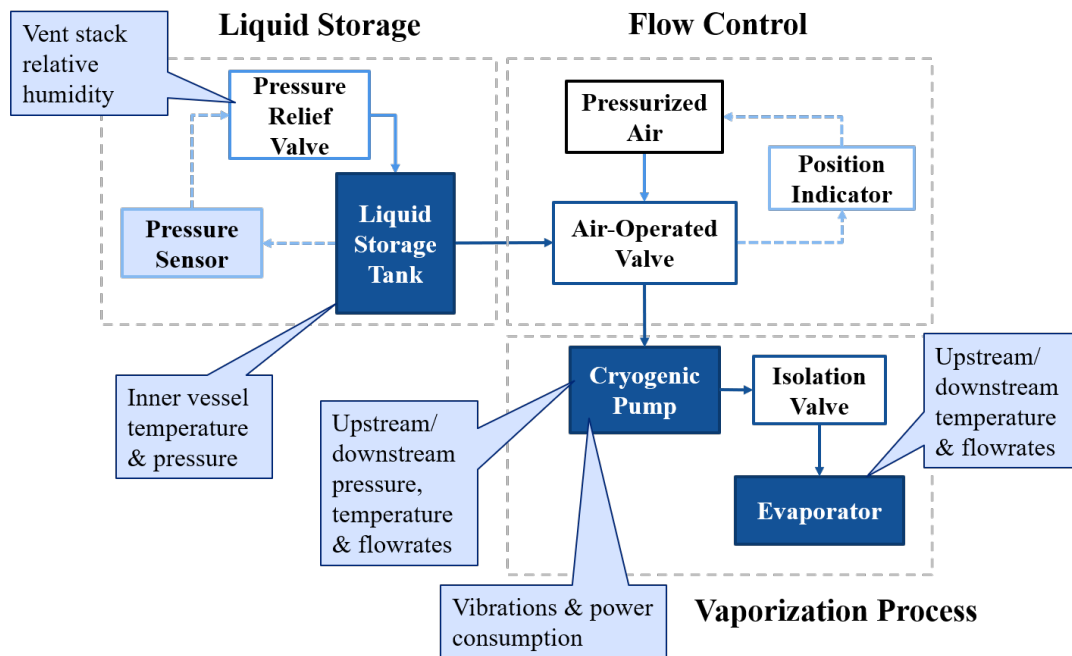 Liquid Storage
Flow Control
Vent stack
relative
humidity
Pressure
Relief
Valve
Pressurized
Air
Position
Indicator
Pressure
Sensor
Liquid
Storage
Tank
Air-Operated
Valve
Inner vessel
temperature
& pressure
Upstream/
downstream
pressure,
temperature
& flowrates
Cryogenic
Pump
Isolation
Valve
Upstream/
downstream
temperature
& flowrates
Evaporator
Vibrations & power
consumption
Vaporization Process